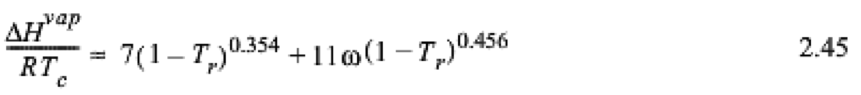 ΔH^vap / RT_c = 7(1 – T_r)^0.354 + 11ω(1 – T_r)^0.456 2.45